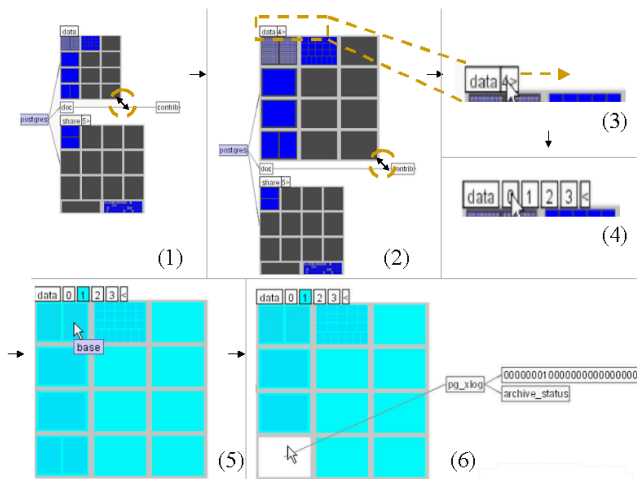 data
doc
contrib
postgres
share 5>
(1)
data 4>
postgres
doc
contrib
share 5>
(2)
data 4>
(3)
data 0 1 2 3 <
(4)
data 0 1 2 3 <
base
(5)
data 0 1 2 3 <
pg_xlog
archive_status
(6)